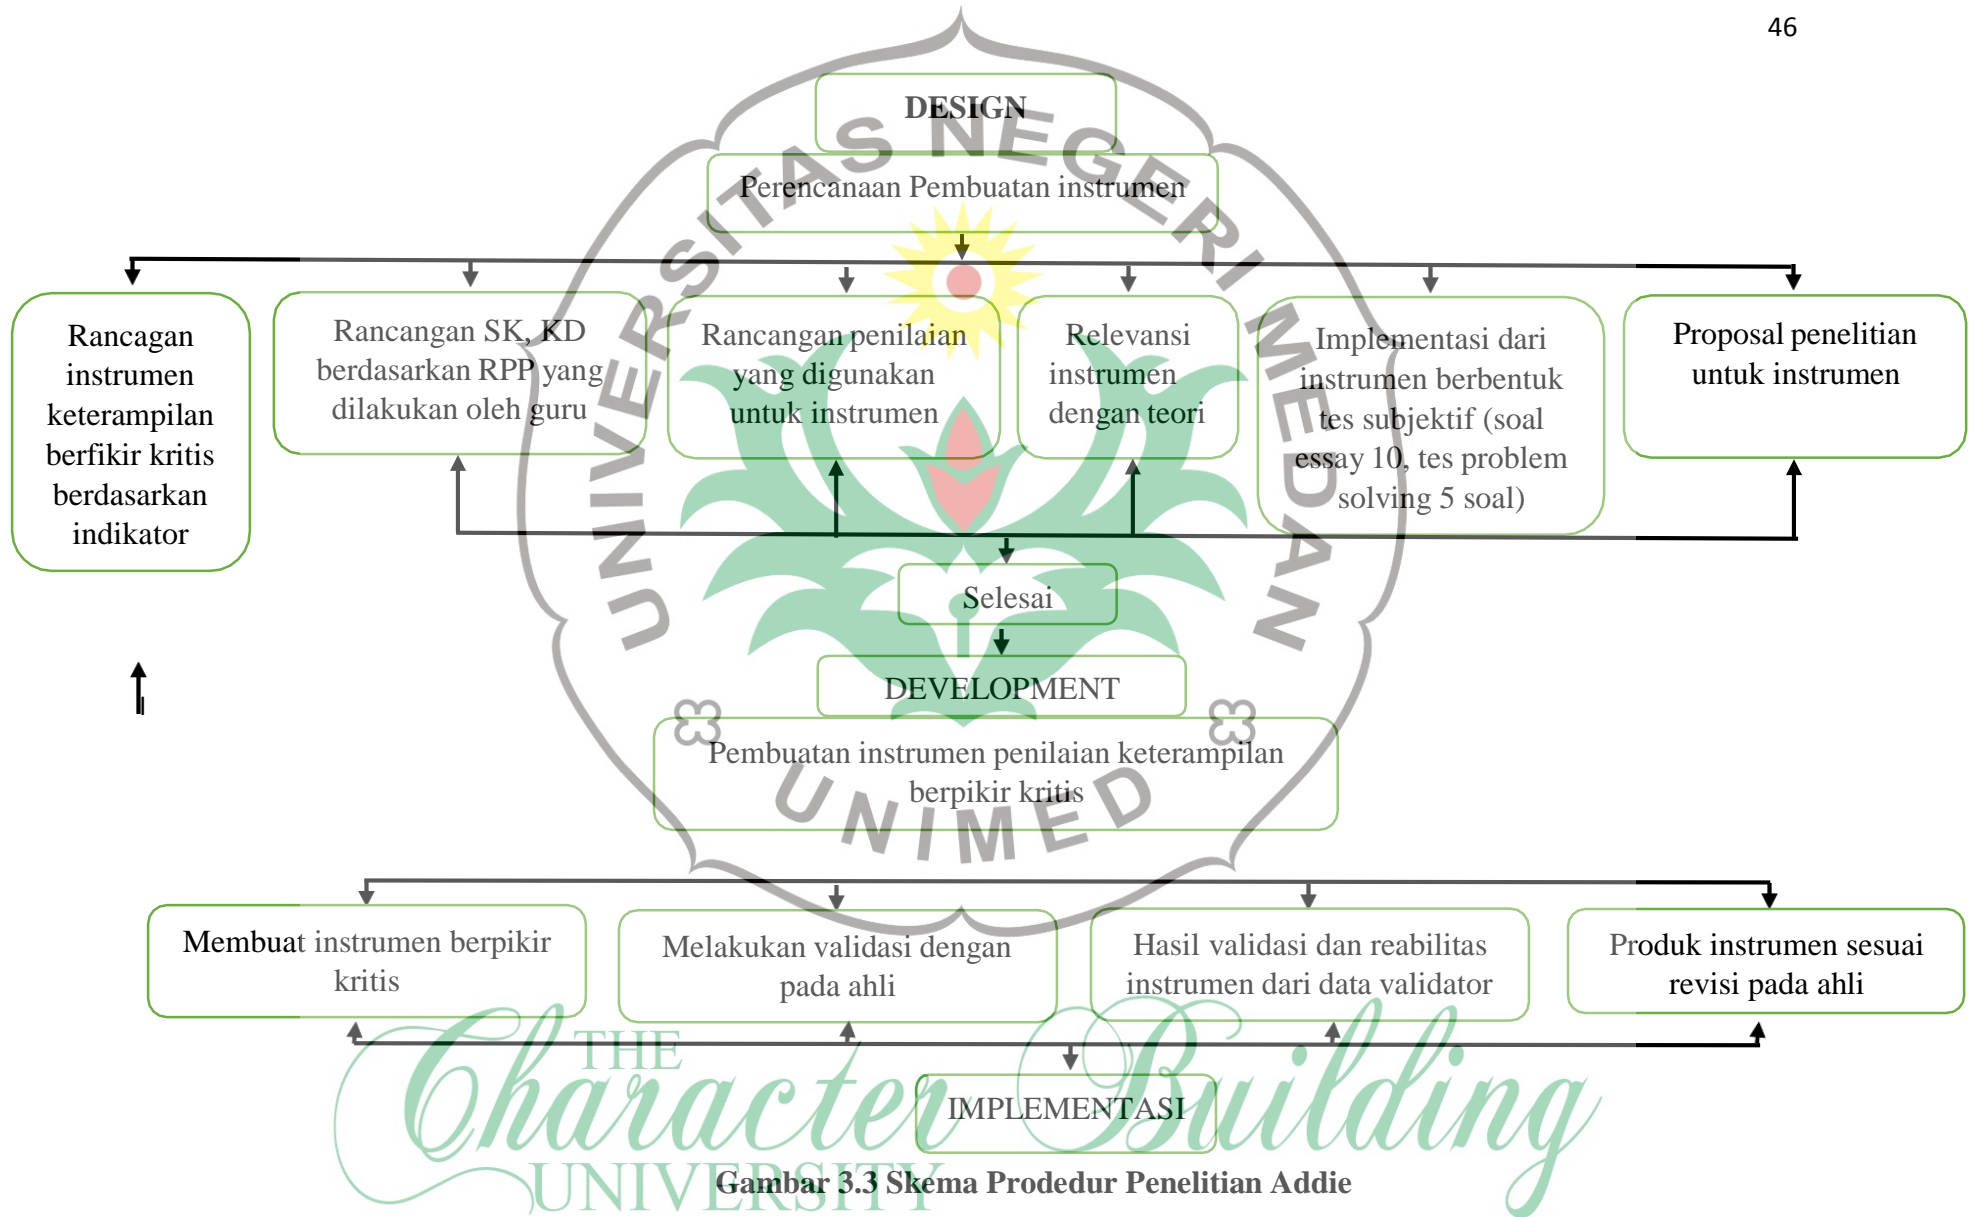 46
DESIGN
Perencanaan Pembuatan instrumen
Rancagan
instrumen
keterampilan
berfikir kritis
berdasarkan
indikator
Rancangan SK, KD
berdasarkan RPP yang
dilakukan oleh guru
Rancangan penilaian
yang digunakan
untuk instrumen
Relevansi
instrumen
dengan teori
Implementasi dari
instrumen berbentuk
tes subjektif (soal
essay 10, tes problem
solving 5 soal)
Proposal penelitian
untuk instrumen
Selesai
DEVELOPMENT
Pembuatan instrumen penilaian keterampilan
berpikir kritis
Membuat instrumen berpikir
kritis
Melakukan validasi dengan
pada ahli
Hasil validasi dan reabilitas
instrumen dari data validator
Produk instrumen sesuai
revisi pada ahli
IMPLEMENTASI
Gambar 3.3 Skema Prodedur Penelitian Addie
UNIVERSITAS NEGERI MEDAN
UNIMED
THE
Character Building
UNIVERSITY